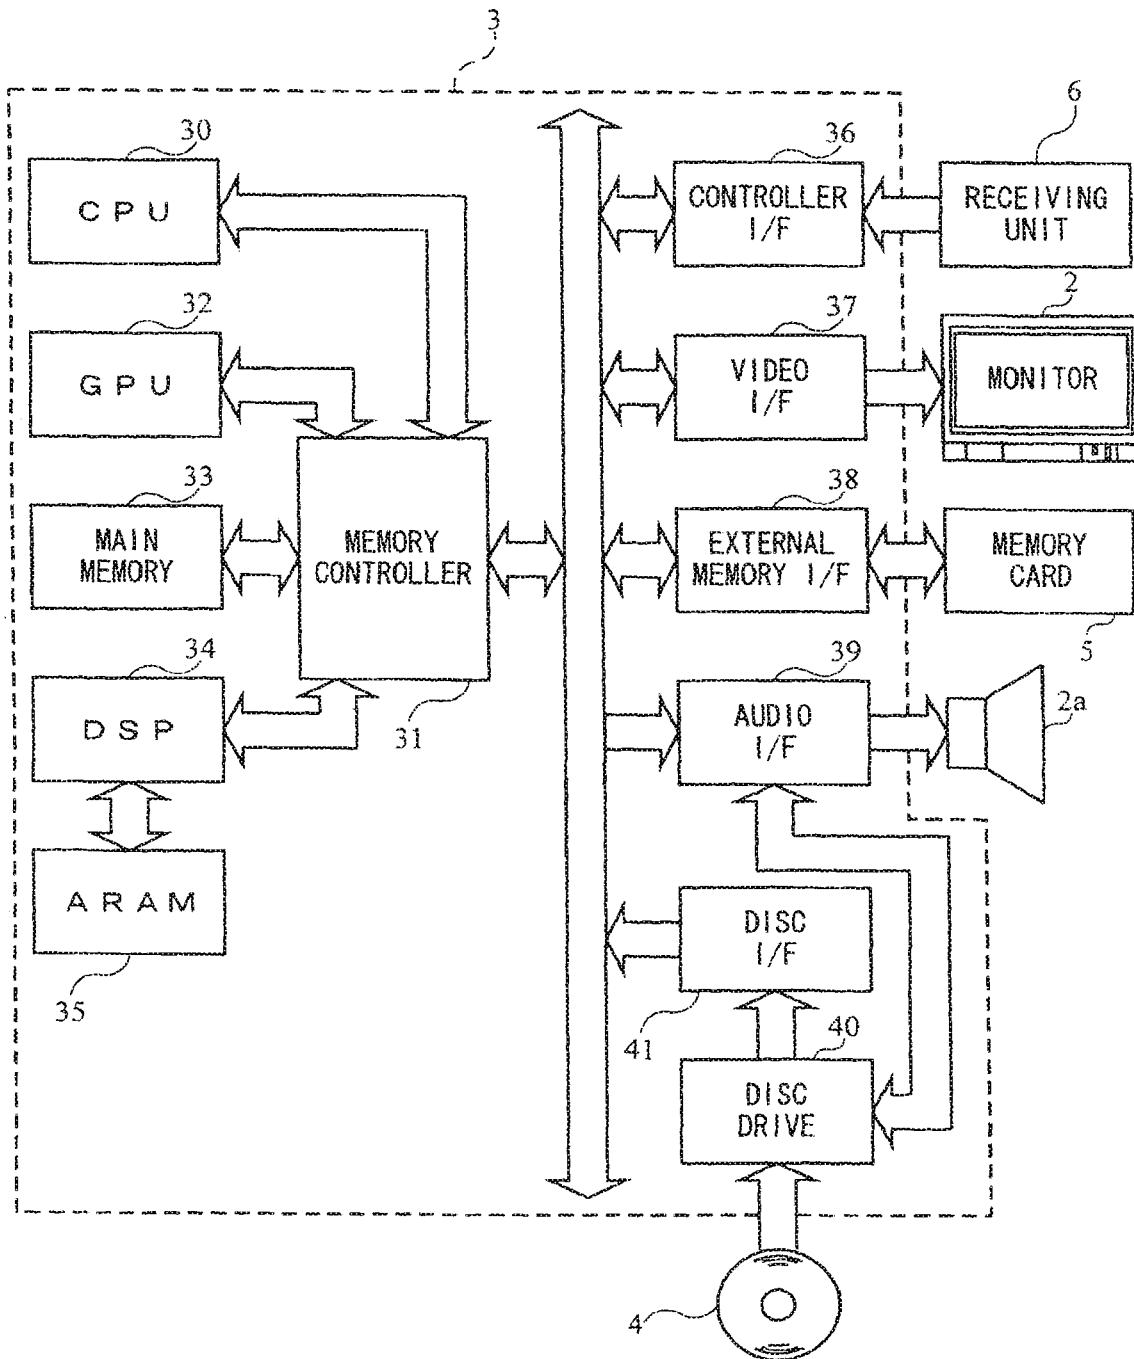 3
30
CPU
32
GPU
33
MAIN
MEMORY
34
DSP
ARAM
35
MEMORY
CONTROLLER
31
36
CONTROLLER
I/F
6
RECEIVING
UNIT
37
VIDEO
I/F
2
MONITOR
38
EXTERNAL
MEMORY I/F
MEMORY
CARD
5
39
AUDIO
I/F
2a
DISC
I/F
41
40
DISC
DRIVE
4